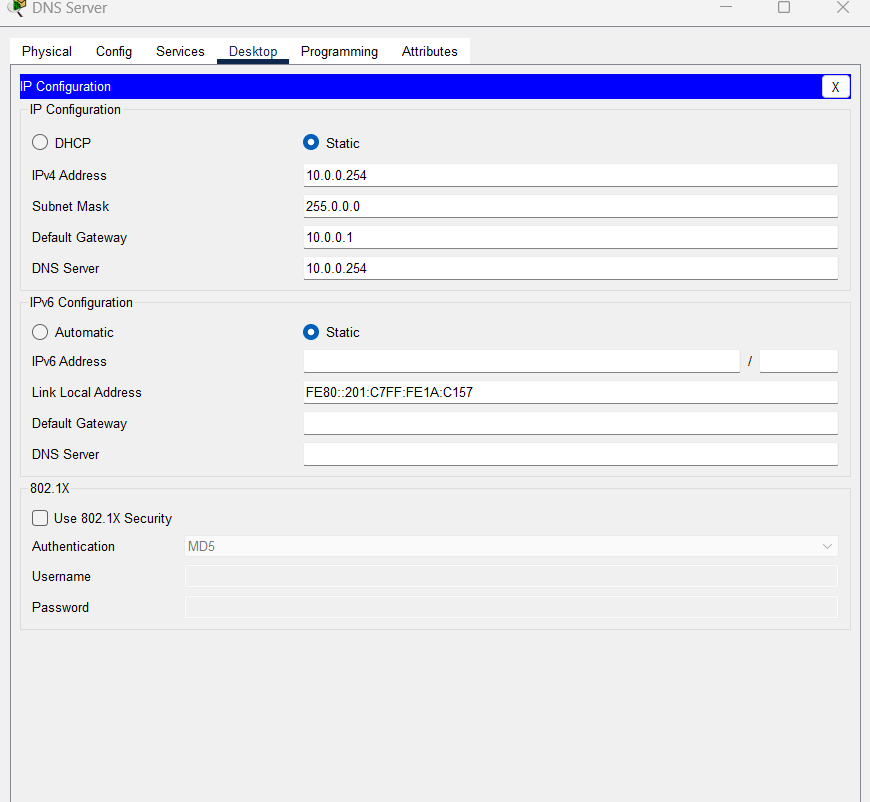 DNS Server
Physical Config Services Desktop Programming Attributes
IP Configuration X
IP Configuration
DHCP Static
IPv4 Address 10.0.0.254
Subnet Mask 255.0.0.0
Default Gateway 10.0.0.1
DNS Server 10.0.0.254
IPv6 Configuration
Automatic Static
IPv6 Address /
Link Local Address FE80::201:C7FF:FE1A:C157
Default Gateway
DNS Server
802.1X
Use 802.1X Security
Authentication MD5
Username
Password